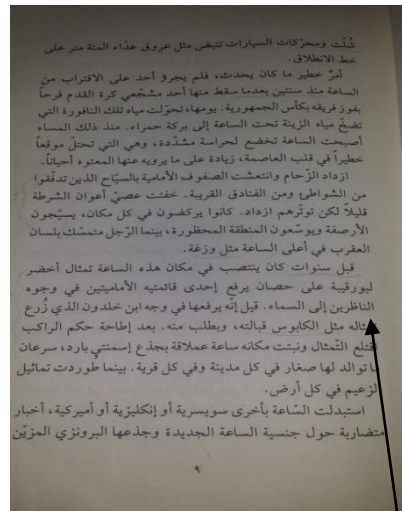 شُلّت ومحرّكات السيارات تنبض مثل عروق عدّاء المئة متر على
خط الانطلاق.
أمرٌ خطير ما كان يحدث، فلم يجرؤ أحد على الاقتراب من
الساعة منذ سنتين بعدما سقط منها أحد مشجّعي كرة القدم فرحاً
بفوز فريقه بكأس الجمهورية. يومها، تحوّلت مياه تلك النافورة التي
تضخّ مياه الزينة تحت الساعة إلى بركة حمراء. منذ ذلك المساء
أصبحت الساعة تخضع لحراسة مشدّدة، وهي التي تحتلّ موقعاً
خطيراً في قلب العاصمة، زيادة على ما يرويه عنها المعتوه أحياناً.
ازداد الزّحام وانتعشت الصفوف الأمامية بالسيّاح الذين تدفّقوا
من الشواطئ ومن الفنادق القريبة. خفتت عصيّ أعوان الشرطة
قليلاً لكن توتّرهم ازداد. كانوا يركضون في كل مكان، يسيّجون
الأرصفة ويوسّعون المنطقة المحظورة، بينما الرّجل متمسّك بلسان
العقرب في أعلى الساعة مثل وزغة.
قبل سنوات كان ينتصب في مكان هذه الساعة تمثال أخضر
لبورقيبة على حصان يرفع إحدى قائمتيه الأماميتين في وجوه
الناظرين إلى السماء. قيل إنّه يرفعها في وجه ابن خلدون الذي زُرع
تمثاله مثل الكابوس قبالته، ويطلب منه. بعد إطاحة حكم الراكب
اقتلع التّمثال ونبتت مكانه ساعة عملاقة بجذع إسمنتي بارد، سرعان
ما توالد لها صغار في كل مدينة وفي كل قرية. بينما طُوردت تماثيل
الزعيم في كل أرض.
استبدلت السّاعة بأخرى سويسرية أو إنكليزية أو أميركية، أخبار
متضاربة حول جنسية الساعة الجديدة وجذعها البرونزي المزيّن
٩